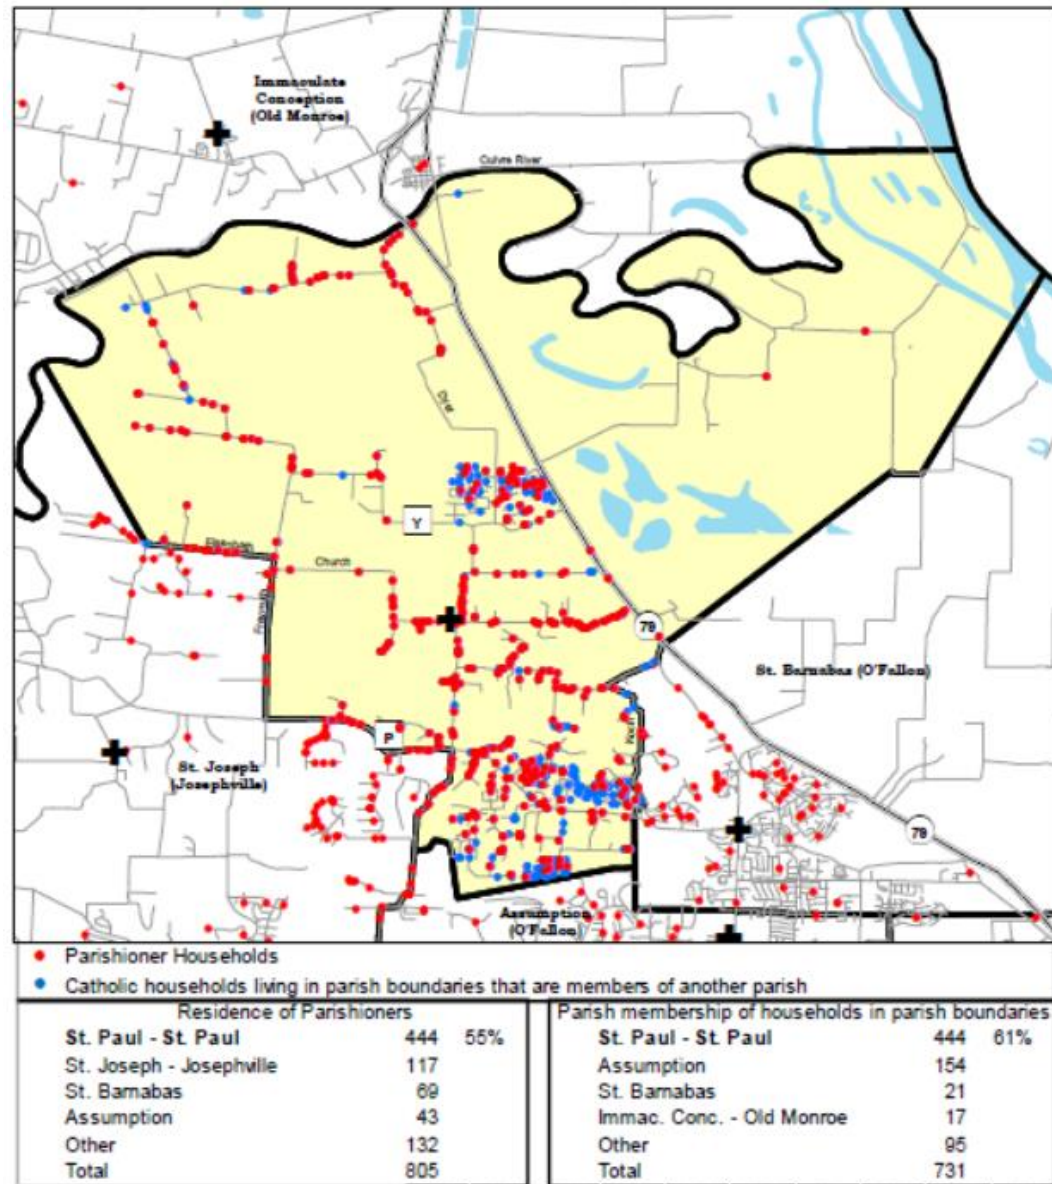 Immaculate
Conception
(Old Monroe)
Cuivre River
Dyer
Y
Church
79
St. Barnabas (O'Fallon)
P
St. Joseph
(Josephville)
79
Assumption
(O'Fallon)
Parishioner Households
Catholic households living in parish boundaries that are members of another parish
Residence of Parishioners
St. Paul - St. Paul 444 55%
St. Joseph - Josephville 117
St. Barnabas 69
Assumption 43
Other 132
Total 805
Parish membership of households in parish boundaries
St. Paul - St. Paul 444 61%
Assumption 154
St. Barnabas 21
Immac. Conc. - Old Monroe 17
Other 95
Total 731